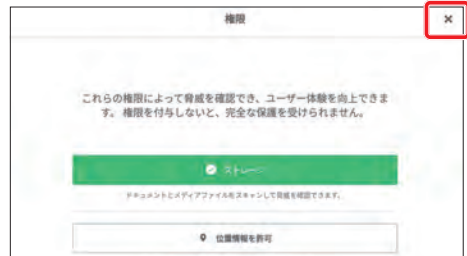 権限
×
これらの権限によって脅威を確認でき、ユーザー体験を向上できま
す。 権限を付与しないと、完全な保護を受けられません。
ストレージ
ドキュメントとメディアファイルをスキャンして脅威を確認できます。
位置情報を許可